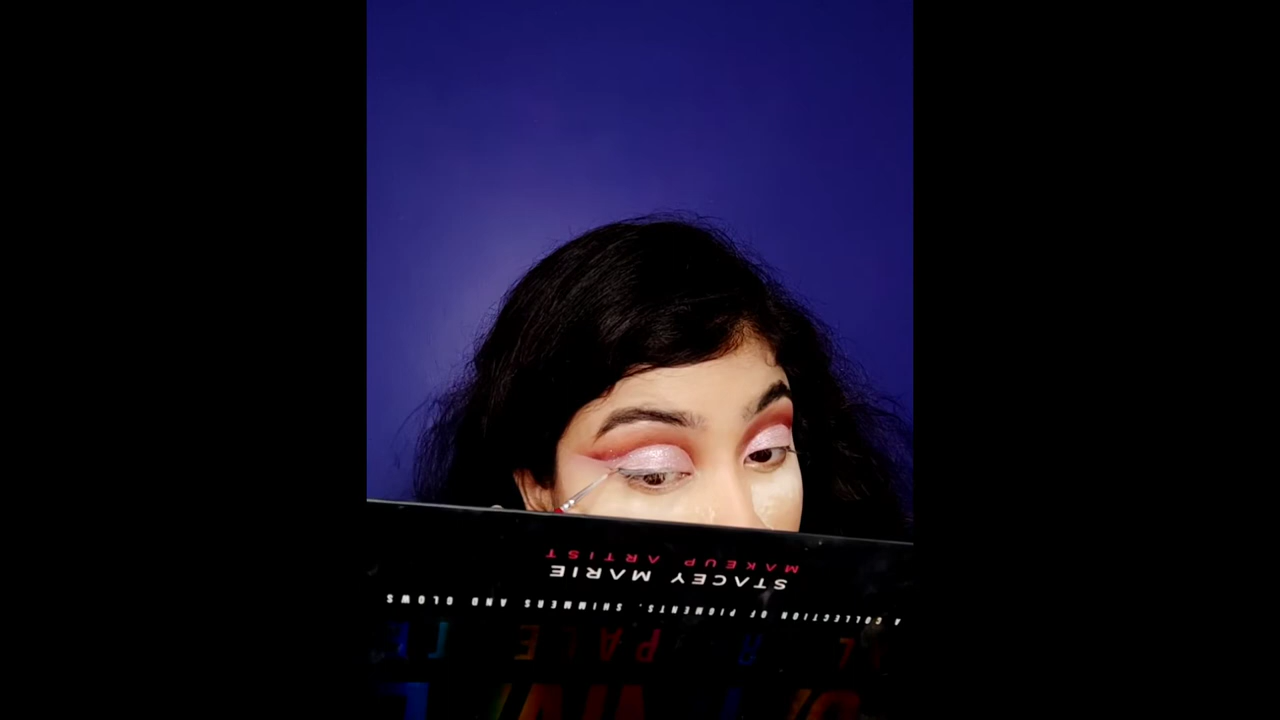 A COLLECTION OF PIGMENTS, SHIMMERS AND GLOWS
STACEY MARIE
MAKEUP ARTIST